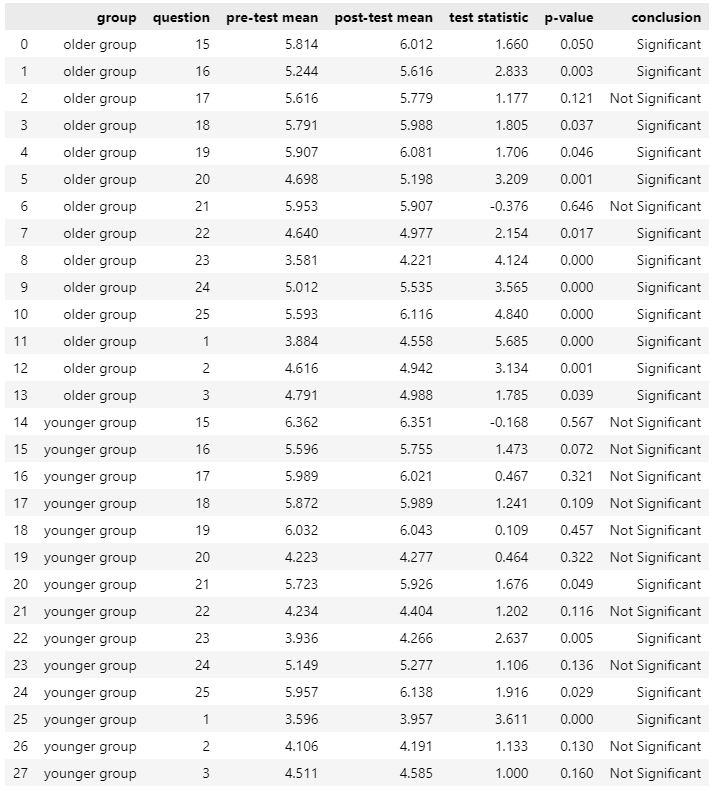 group question pre-test mean post-test mean test statistic p-value conclusion
0 older group 15 5.814 6.012 1.660 0.050 Significant
1 older group 16 5.244 5.616 2.833 0.003 Significant
2 older group 17 5.616 5.779 1.177 0.121 Not Significant
3 older group 18 5.791 5.988 1.805 0.037 Significant
4 older group 19 5.907 6.081 1.706 0.046 Significant
5 older group 20 4.698 5.198 3.209 0.001 Significant
6 older group 21 5.953 5.907 -0.376 0.646 Not Significant
7 older group 22 4.640 4.977 2.154 0.017 Significant
8 older group 23 3.581 4.221 4.124 0.000 Significant
9 older group 24 5.012 5.535 3.565 0.000 Significant
10 older group 25 5.593 6.116 4.840 0.000 Significant
11 older group 1 3.884 4.558 5.685 0.000 Significant
12 older group 2 4.616 4.942 3.134 0.001 Significant
13 older group 3 4.791 4.988 1.785 0.039 Significant
14 younger group 15 6.362 6.351 -0.168 0.567 Not Significant
15 younger group 16 5.596 5.755 1.473 0.072 Not Significant
16 younger group 17 5.989 6.021 0.467 0.321 Not Significant
17 younger group 18 5.872 5.989 1.241 0.109 Not Significant
18 younger group 19 6.032 6.043 0.109 0.457 Not Significant
19 younger group 20 4.223 4.277 0.464 0.322 Not Significant
20 younger group 21 5.723 5.926 1.676 0.049 Significant
21 younger group 22 4.234 4.404 1.202 0.116 Not Significant
22 younger group 23 3.936 4.266 2.637 0.005 Significant
23 younger group 24 5.149 5.277 1.106 0.136 Not Significant
24 younger group 25 5.957 6.138 1.916 0.029 Significant
25 younger group 1 3.596 3.957 3.611 0.000 Significant
26 younger group 2 4.106 4.191 1.133 0.130 Not Significant
27 younger group 3 4.511 4.585 1.000 0.160 Not Significant